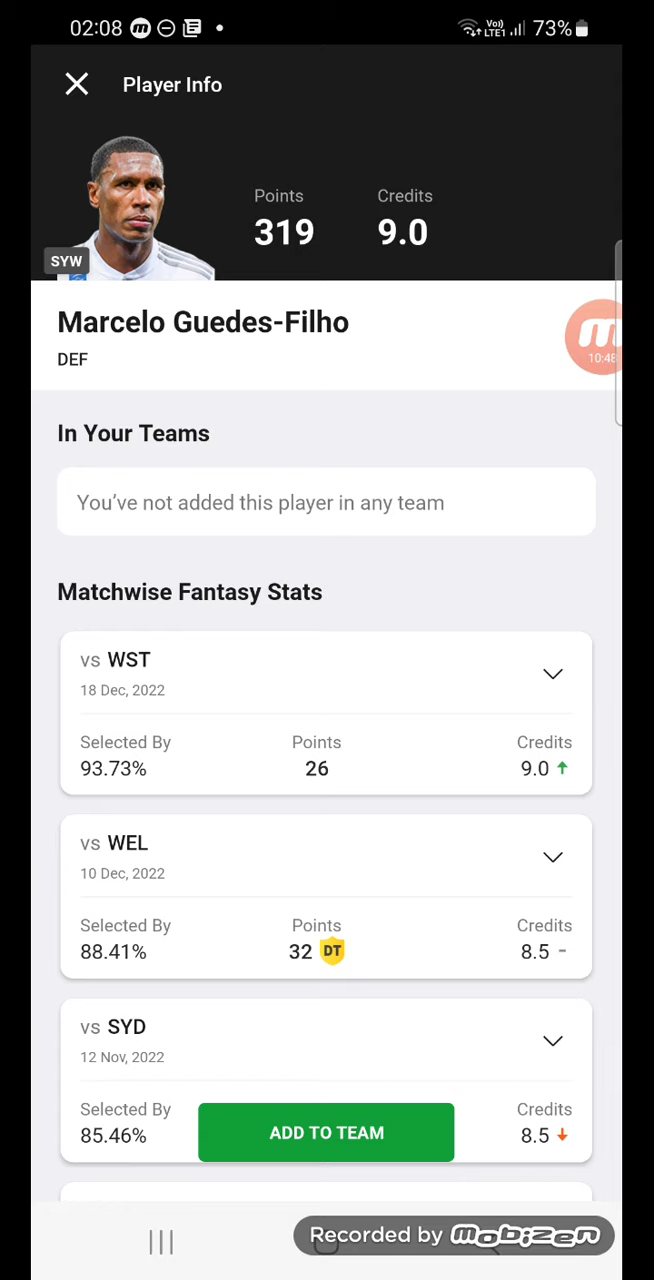 02:08
Vo)
LTE1
73%
Player Info
Points
Credits
319
9.0
SYW
Marcelo Guedes-Filho
DEF
10:48
In Your Teams
You’ve not added this player in any team
Matchwise Fantasy Stats
vs WST
18 Dec, 2022
Selected By
Points
Credits
93.73%
26
9.0
vs WEL
10 Dec, 2022
Selected By
Points
Credits
88.41%
32 DT
8.5 -
vs SYD
12 Nov, 2022
Selected By
Credits
85.46%
8.5
ADD TO TEAM
Recorded by mobizen